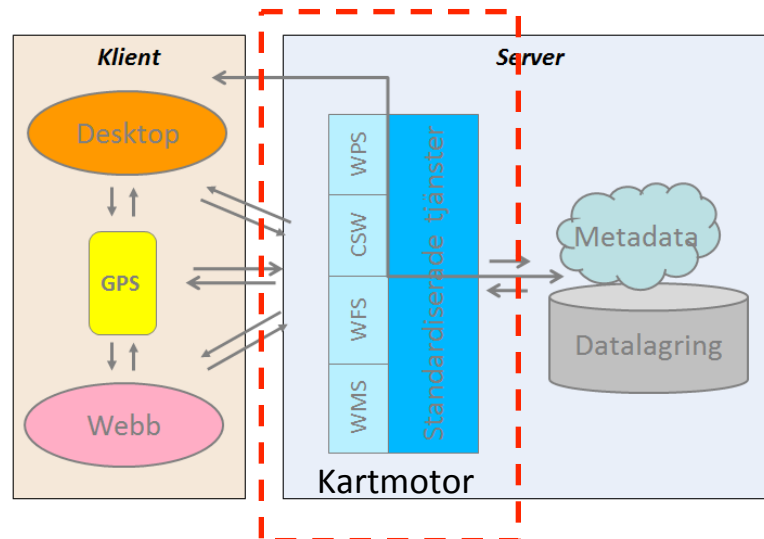 Klient
Server
Desktop
GPS
Webb
WPS
CSW
WFS
WMS
Standardiserade tjänster
Kartmotor
Metadata
Datalagring